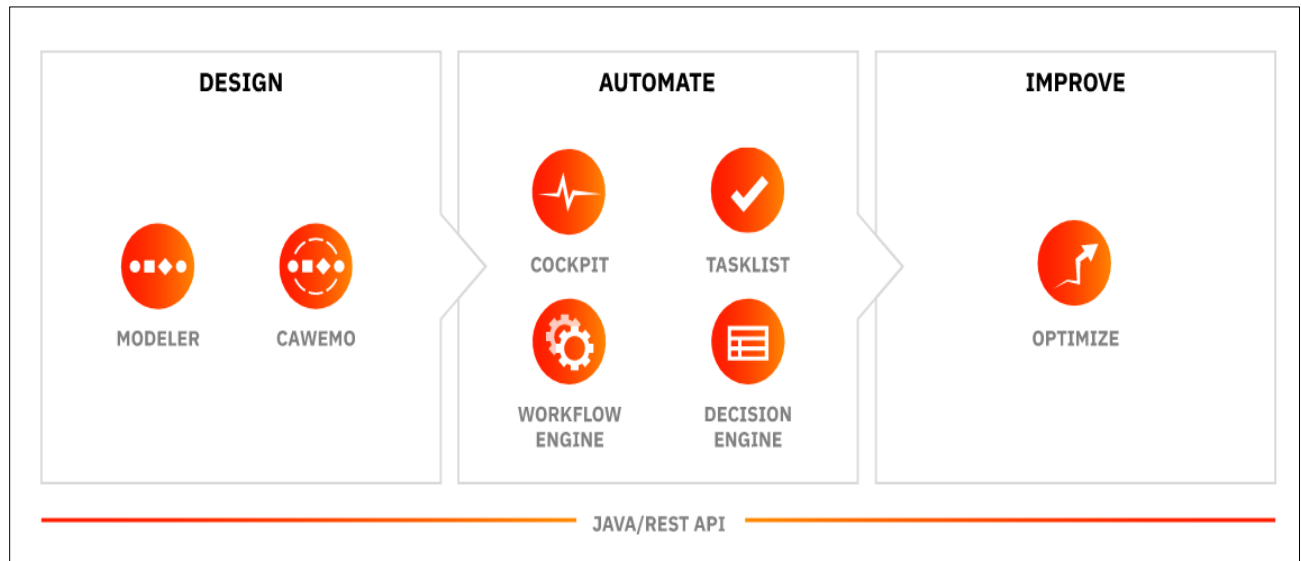 DESIGN
AUTOMATE
IMPROVE
MODELER
CAWEMO
COCKPIT
TASKLIST
WORKFLOW
ENGINE
DECISION
ENGINE
OPTIMIZE
JAVA/REST API